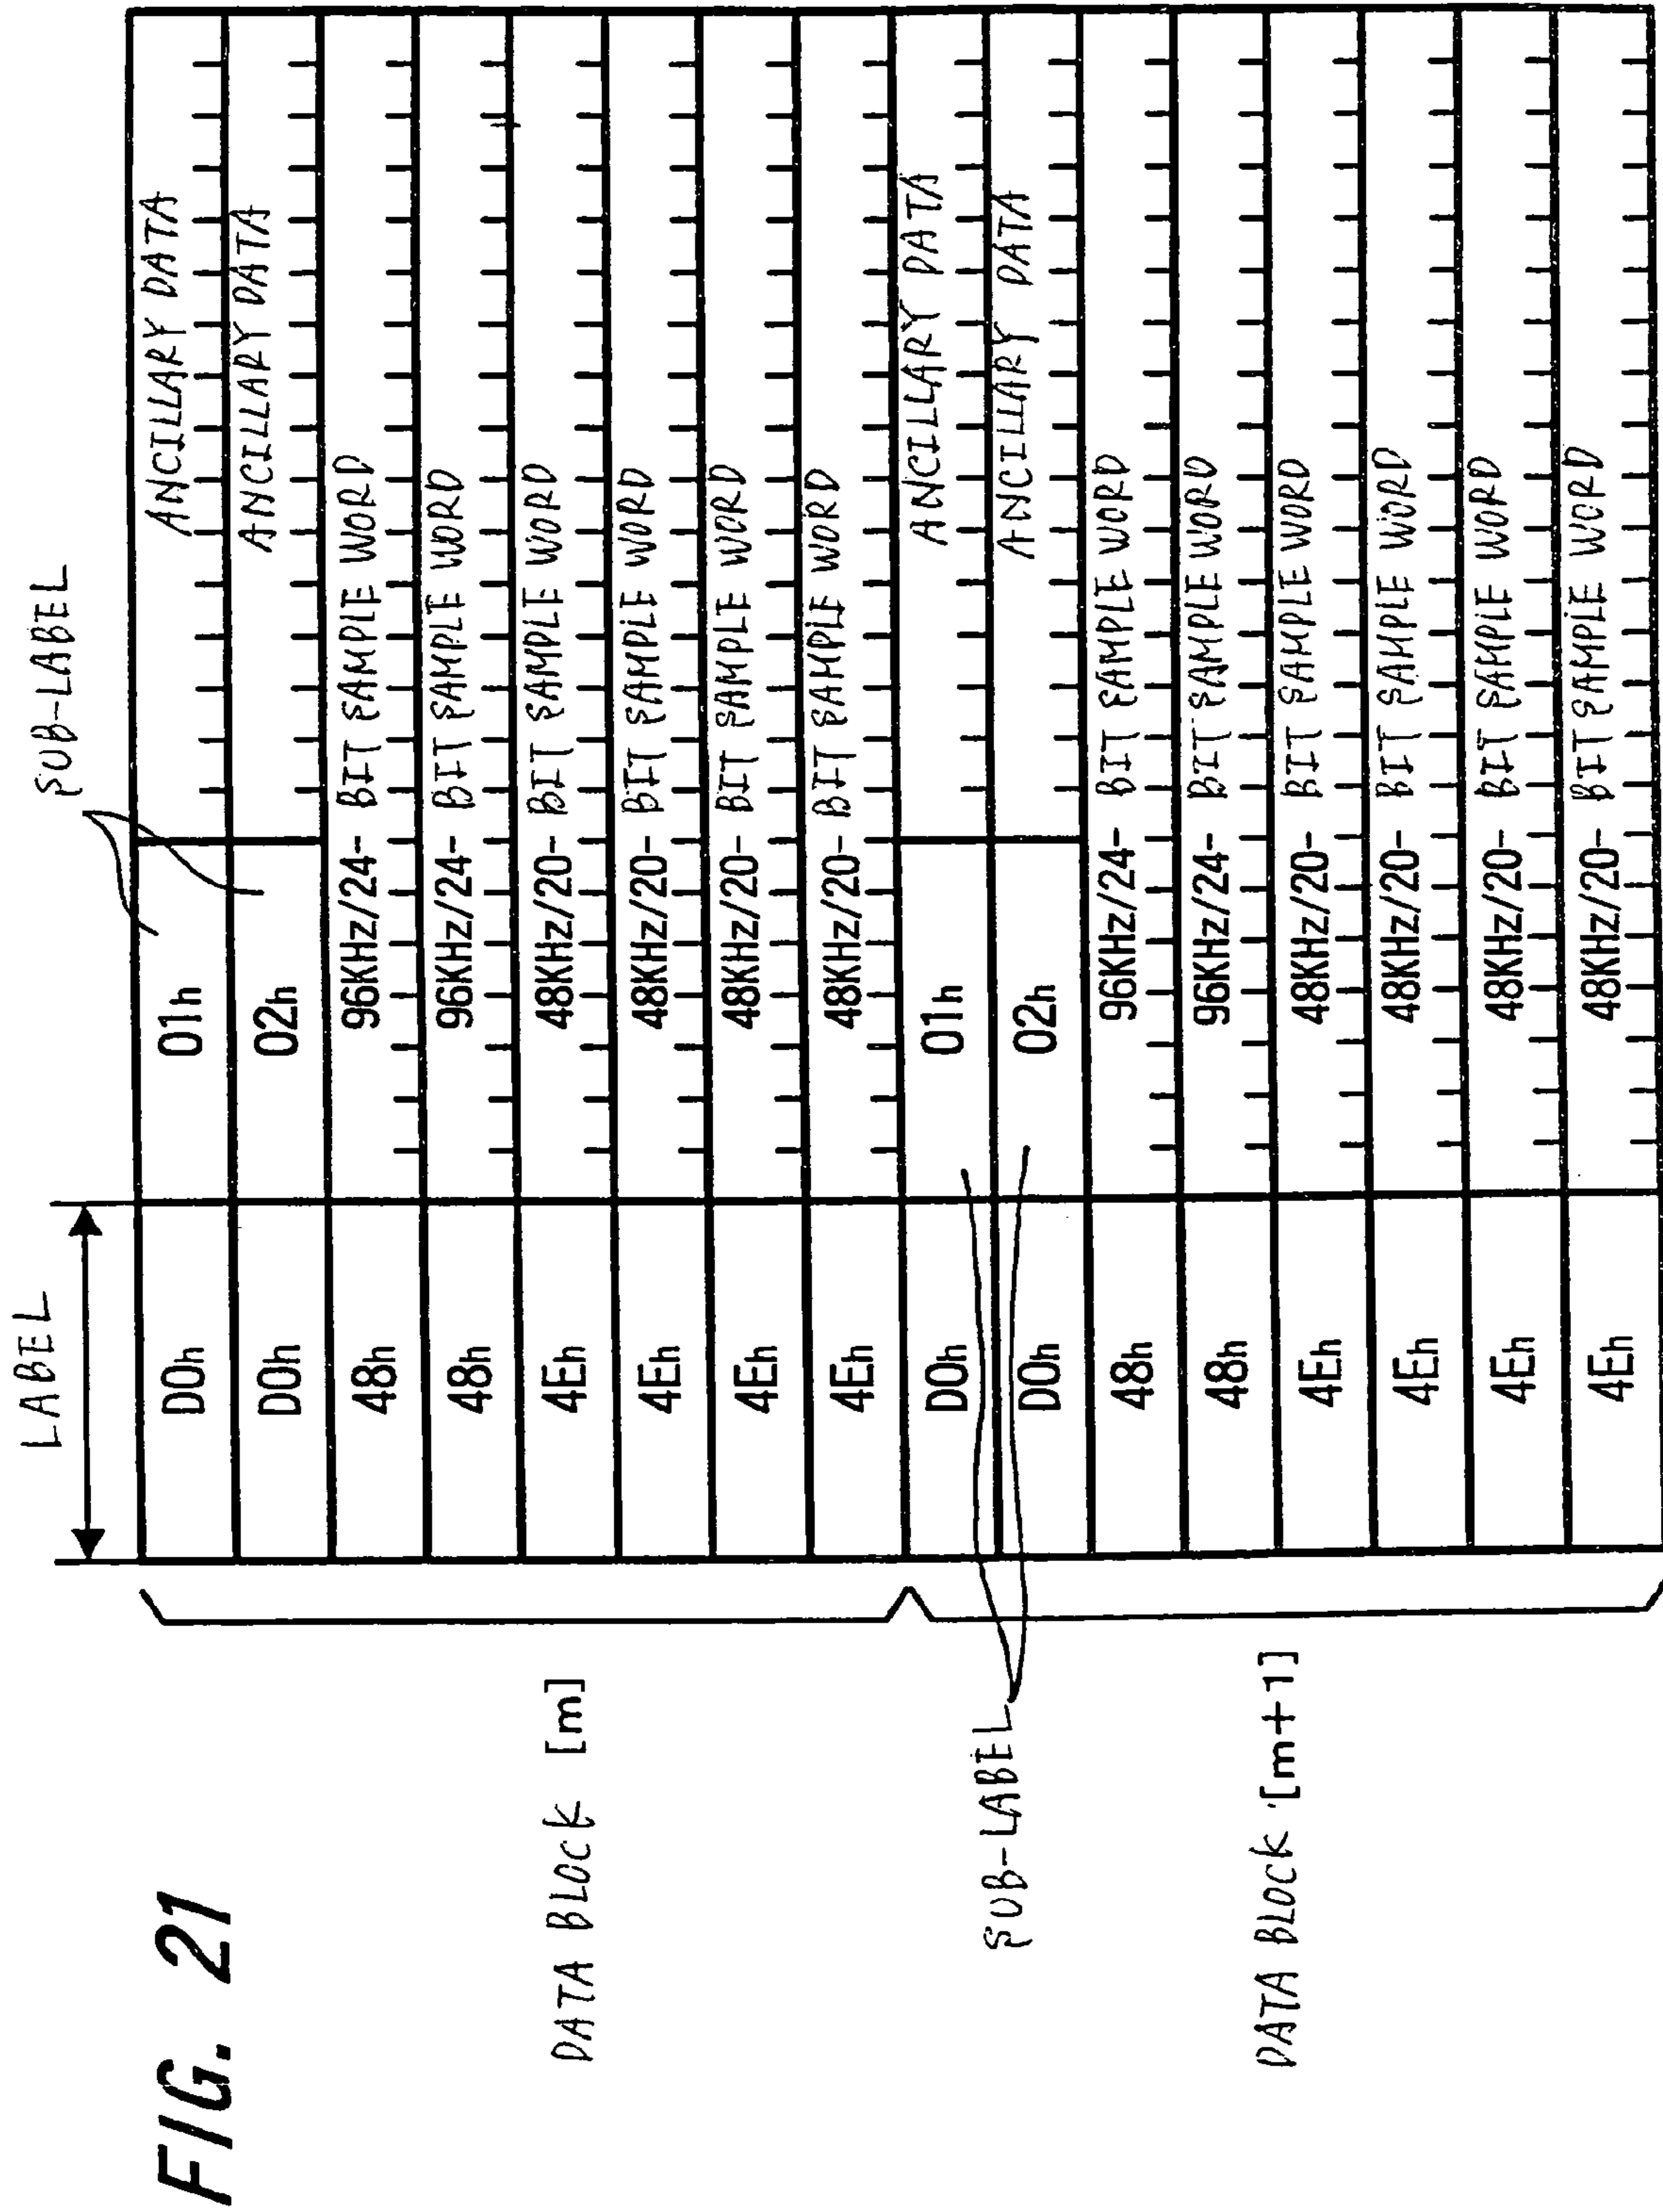 FIG. 21
LABEL
SUB-LABEL
DATA BLOCK [m]
D0h 01h ANCILLARY DATA
D0h 02h ANCILLARY DATA
48h 96KHz/24- BIT SAMPLE WORD
48h 96KHz/24- BIT SAMPLE WORD
4Eh 48KHz/20- BIT SAMPLE WORD
4Eh 48KHz/20- BIT SAMPLE WORD
4Eh 48KHz/20- BIT SAMPLE WORD
4Eh 48KHz/20- BIT SAMPLE WORD
SUB-LABEL
DATA BLOCK [m+1]
D0h 01h ANCILLARY DATA
D0h 02h ANCILLARY DATA
48h 96KHz/24- BIT SAMPLE WORD
48h 96KHz/24- BIT SAMPLE WORD
4Eh 48KHz/20- BIT SAMPLE WORD
4Eh 48KHz/20- BIT SAMPLE WORD
4Eh 48KHz/20- BIT SAMPLE WORD
4Eh 48KHz/20- BIT SAMPLE WORD